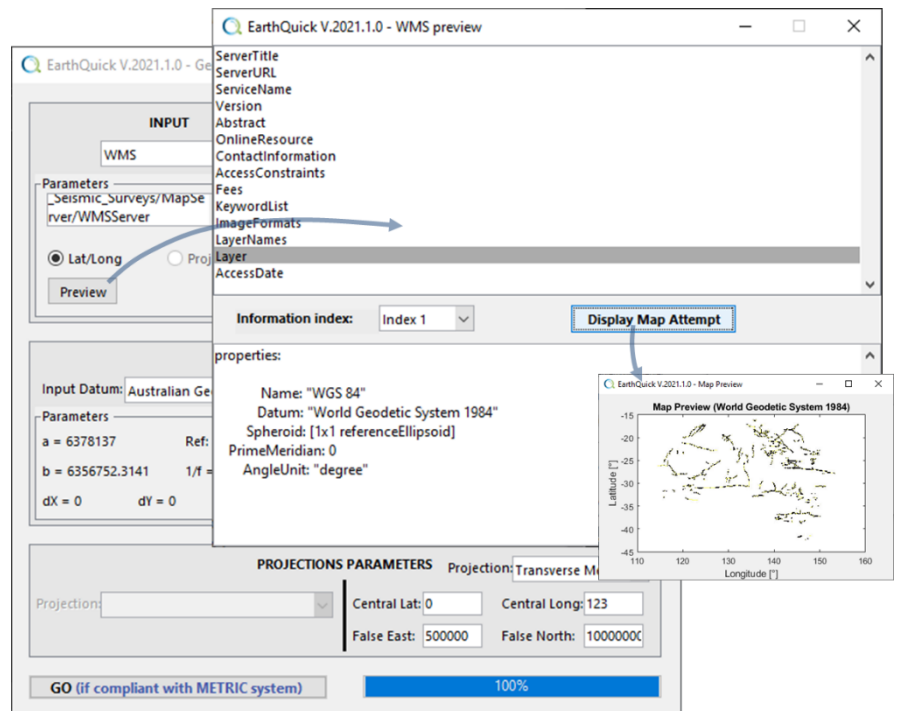 EarthQuick V.2021.1.0 - WMS preview
ServerTitle
ServerURL
ServiceName
Version
Abstract
OnlineResource
ContactInformation
AccessConstraints
Fees
KeywordList
ImageFormats
LayerNames
Layer
AccessDate
Information index: Index 1 Display Map Attempt
properties:
Name: "WGS 84"
Datum: "World Geodetic System 1984"
Spheroid: [1x1 referenceEllipsoid]
PrimeMeridian: 0
AngleUnit: "degree"
EarthQuick V.2021.1.0 - Ge
INPUT
WMS
Parameters
_Seismic_Surveys/MapSe
rver/WMSServer
Lat/Long Proj
Preview
Input Datum: Australian Ge
Parameters
a = 6378137 Ref:
b = 6356752.3141 1/f =
dX = 0 dY = 0
EarthQuick V.2021.1.0 - Map Preview
Map Preview (World Geodetic System 1984)
Latitude [°]
-15
-20
-25
-30
-35
-40
-45
110 120 130 140 150 160
Longitude [°]
PROJECTIONS PARAMETERS Projection: Transverse M
Projection:
Central Lat: 0 Central Long: 123
False East: 500000 False North: 1000000
GO (if compliant with METRIC system) 100%